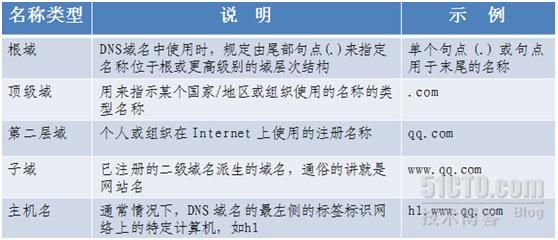 名称类型 说 明 示 例
根域 DNS域名中使用时，规定由尾部句点(.)来指定 单个句点(.)或句点
名称位于根或更高级别的域层次结构 用于末尾的名称
顶级域 用来指示某个国家/地区或组织使用的名称的类 .com
型名称
第二层域 个人或组织在 Internet 上使用的注册名称 qq.com
子域 已注册的二级域名派生的域名，通俗的讲就是 www.qq.com
网站名
主机名 通常情况下，DNS 域名的最左侧的标签标识网 h1.www.qq.com
络上的特定计算机，如h1
51CTO.com
技术博客 Blog